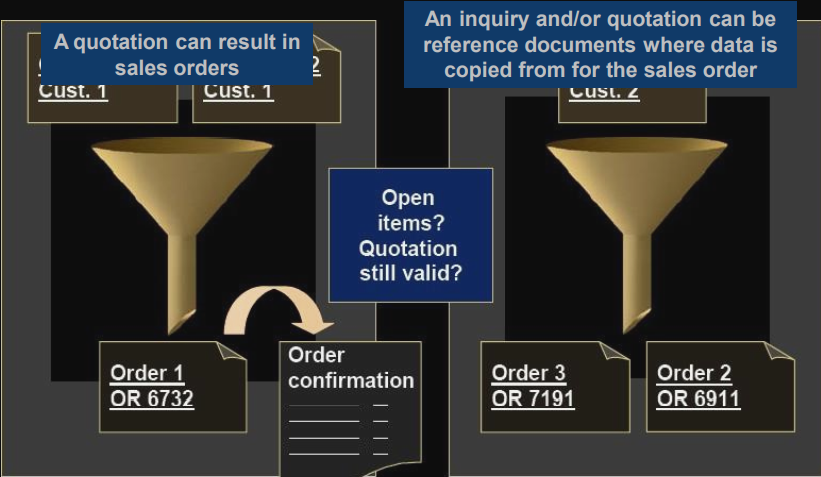 A quotation can result in
sales orders
2
Cust. 1
Cust. 1
An inquiry and/or quotation can be
reference documents where data is
copied from for the sales order
Cust. 2
Open
items?
Quotation
still valid?
Order 1
OR 6732
Order
confirmation
Order 3
OR 7191
Order 2
OR 6911